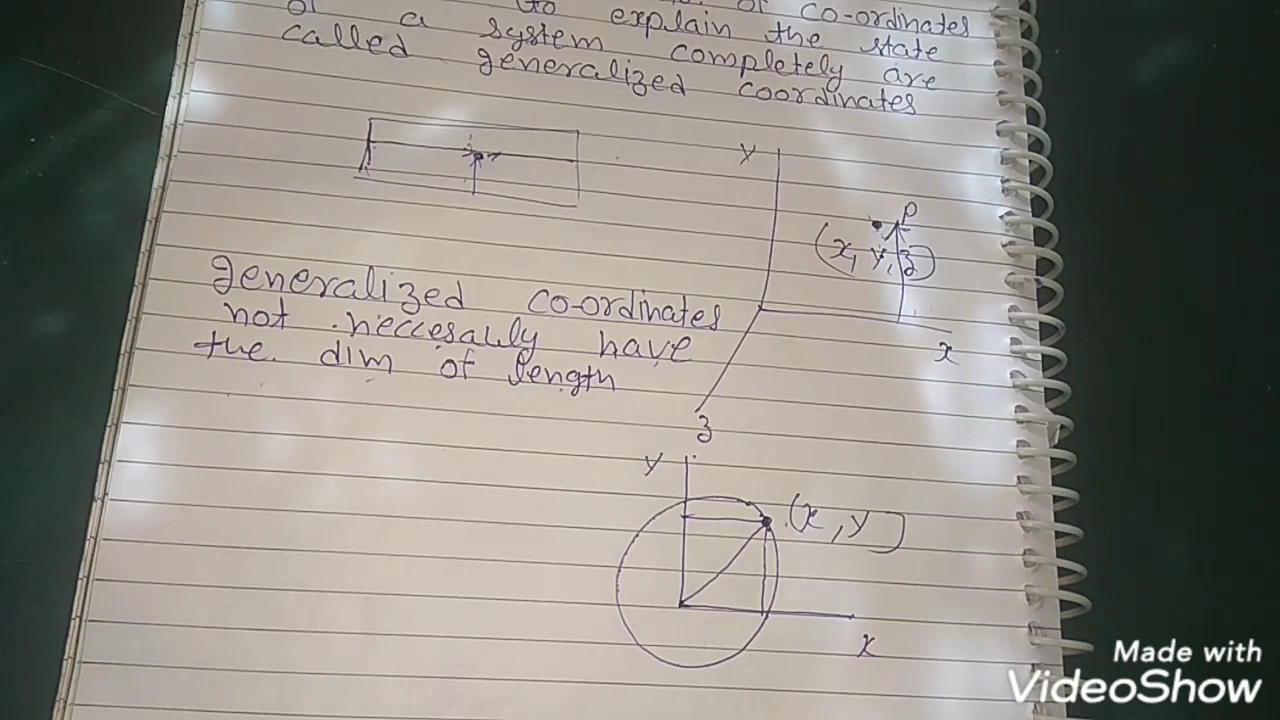 of co-ordinates
of a to explain the state
a system completely are
called generalized coordinates
y
P
(x, y, z)
x
z
generalized co-ordinates
not neccesauly have
the dim of length
y
(x, y)
x
Made with
VideoShow